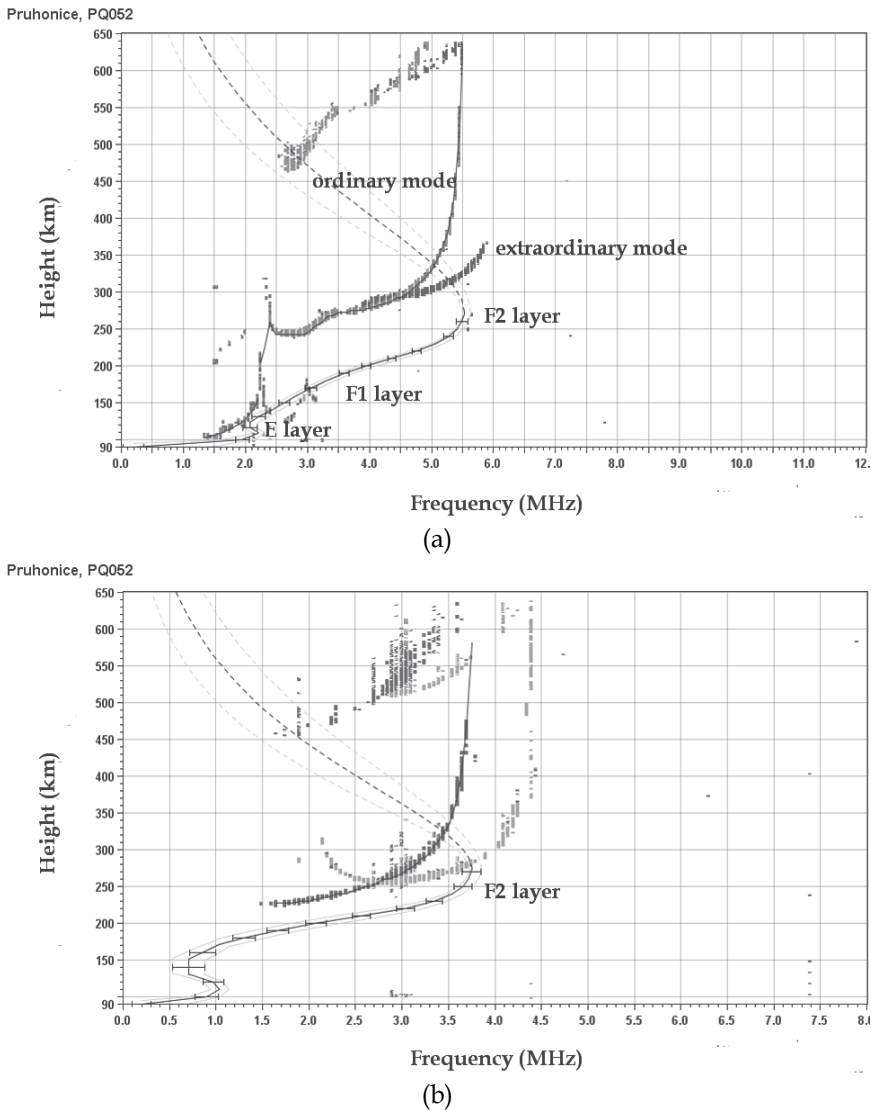 Pruhonice, PQ052
650
600
550
500
450
400
350
300
250
200
150
90
Height (km)
ordinary mode
extraordinary mode
F2 layer
F1 layer
E layer
0.0 1.0 2.0 3.0 4.0 5.0 6.0 7.0 8.0 9.0 10.0 11.0 12.
Frequency (MHz)
(a)
Pruhonice, PQ052
650
600
550
500
450
400
350
300
250
200
150
90
Height (km)
F2 layer
0.0 0.5 1.0 1.5 2.0 2.5 3.0 3.5 4.0 4.5 5.0 5.5 6.0 6.5 7.0 7.5 8.0
Frequency (MHz)
(b)